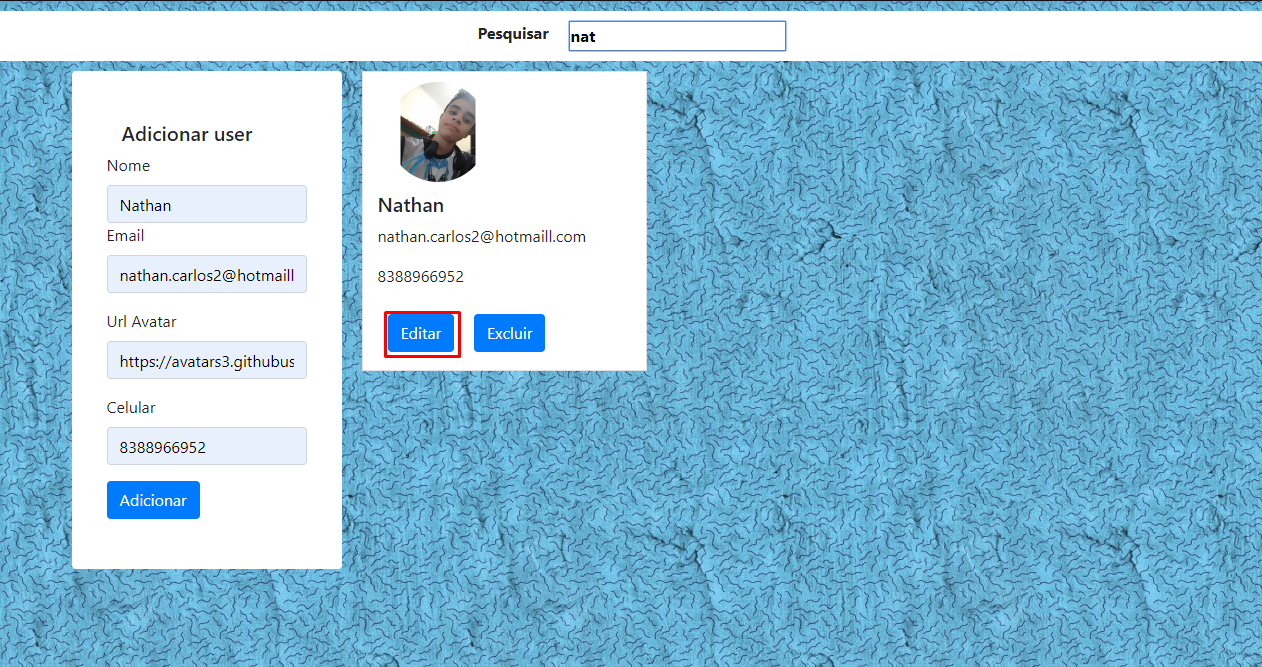 Pesquisar
nat
Adicionar user
Nome
Nathan
Email
nathan.carlos2@hotmaill
Url Avatar
https://avatars3.githubus
Celular
8388966952
Adicionar
Nathan
nathan.carlos2@hotmaill.com
8388966952
Editar Excluir